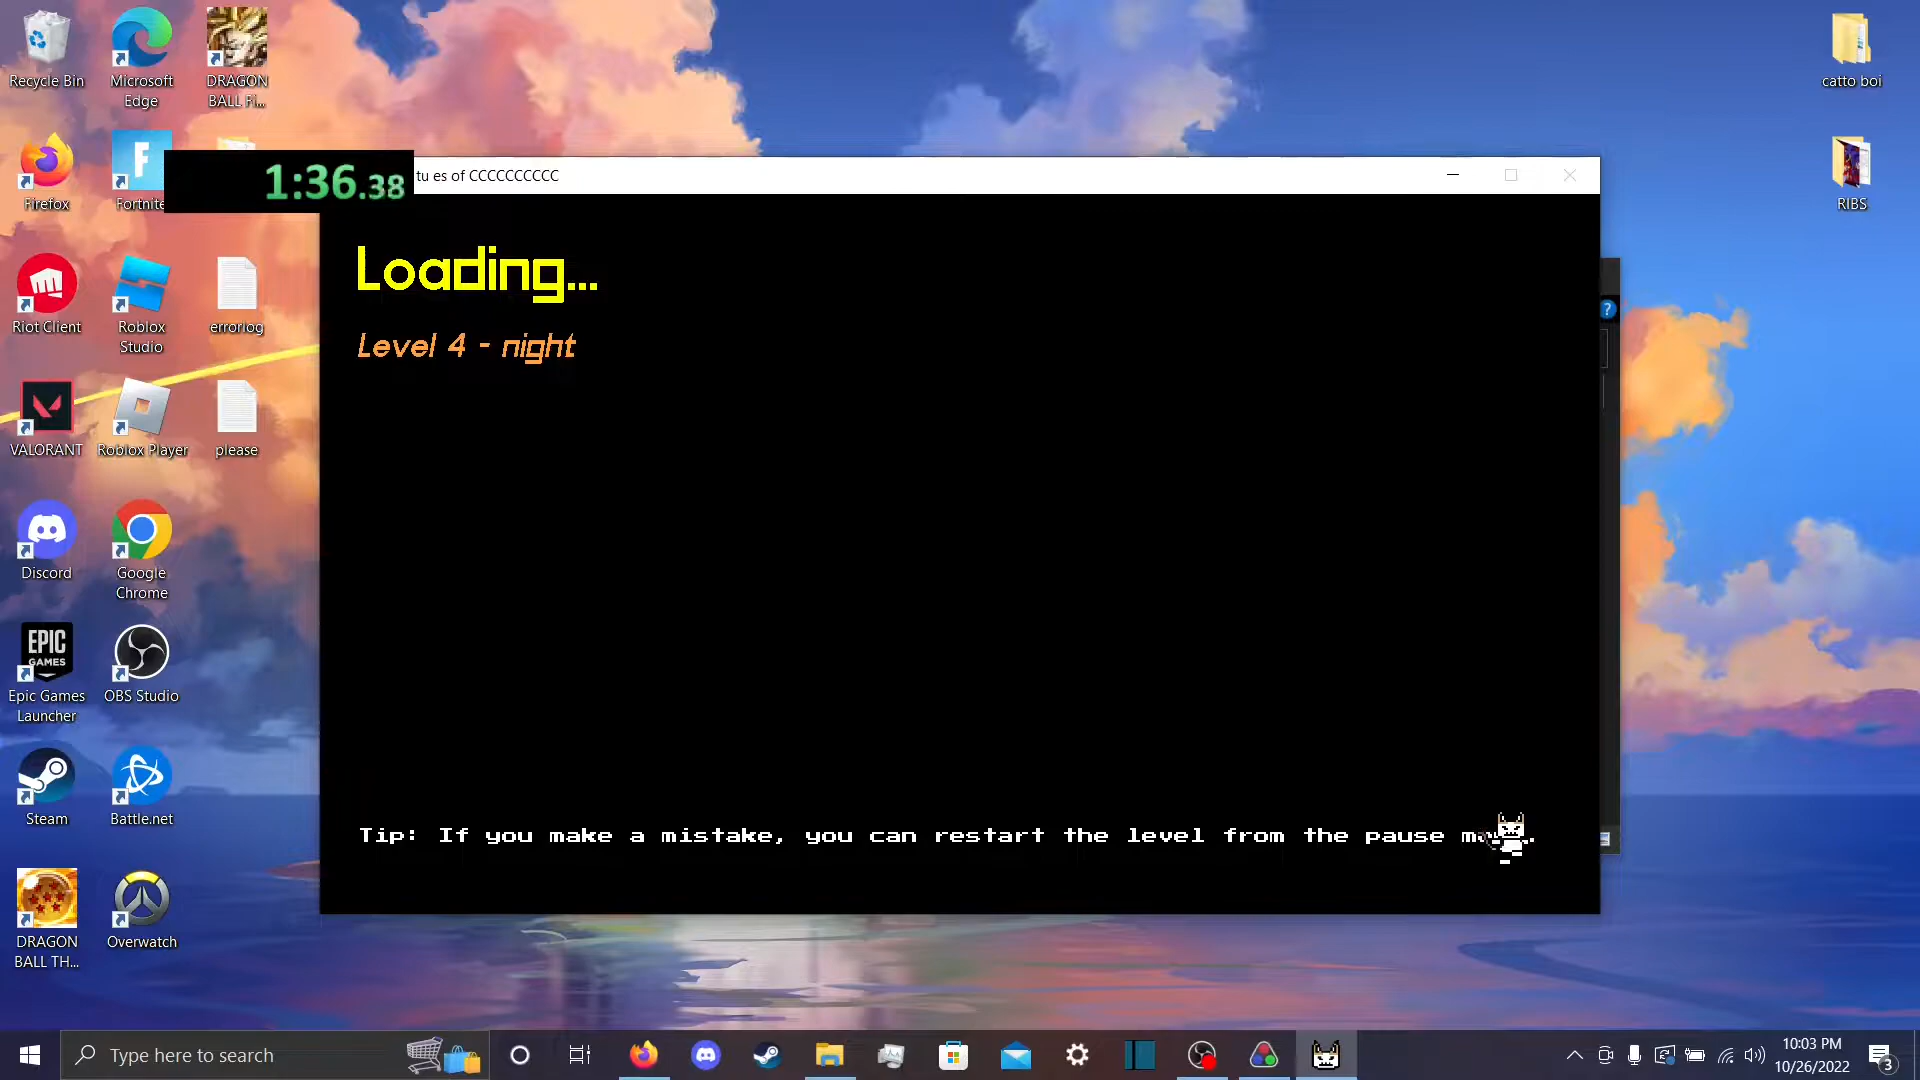 Recycle Bin
Microsoft
Edge
DRAGON
BALL Fi...
catto boi
Firefox
Fortnite
1:36.38
tu es of CCCCCCCCCC
RIBS
Loading...
Level 4 - night
Riot Client
Roblox
Studio
errorlog
VALORANT
Roblox Player
please
Discord
Google
Chrome
EPIC
GAMES
Epic Games
Launcher
OBS Studio
Steam
Battle.net
Tip: If you make a mistake, you can restart the level from the pause
DRAGON
BALL TH...
Overwatch
Type here to search
10:03 PM
10/26/2022
3